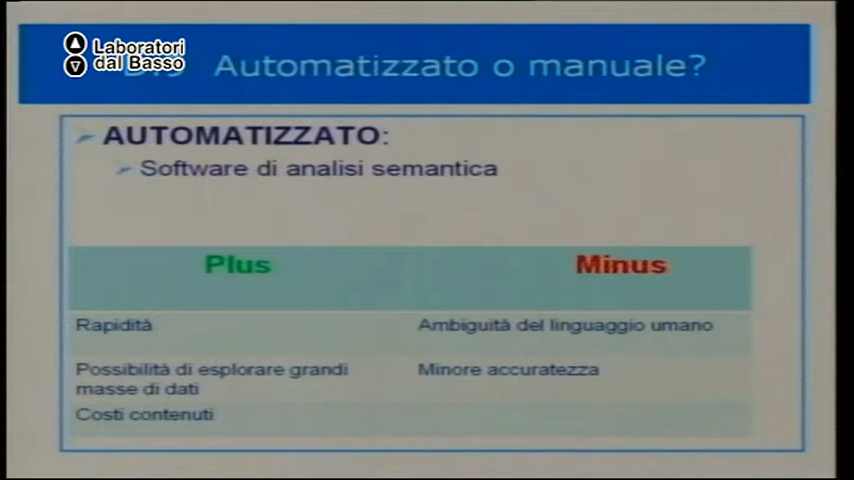 Laboratori
dal Basso
Automatizzato o manuale?
AUTOMATIZZATO:
Software di analisi semantica
Plus
Minus
Rapidità
Ambiguità del linguaggio umano
Possibilità di esplorare grandi
masse di dati
Minore accuratezza
Costi contenuti